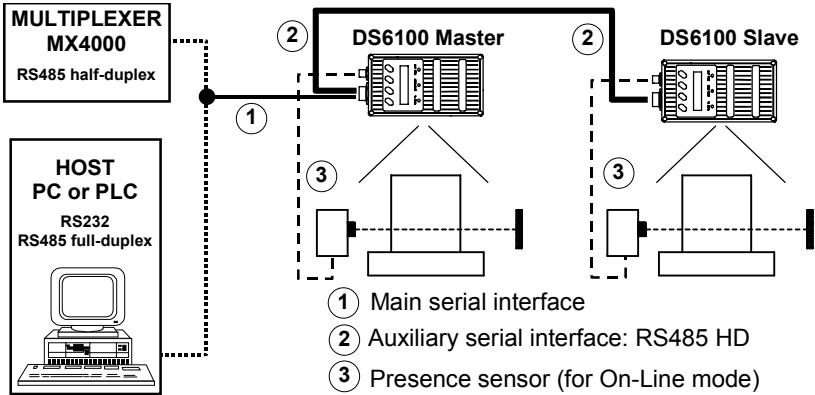 MULTIPLEXER
MX4000
RS485 half-duplex
2
DS6100 Master
2
DS6100 Slave
1
HOST
PC or PLC
RS232
RS485 full-duplex
3
3
1 Main serial interface
2 Auxiliary serial interface: RS485 HD
3 Presence sensor (for On-Line mode)